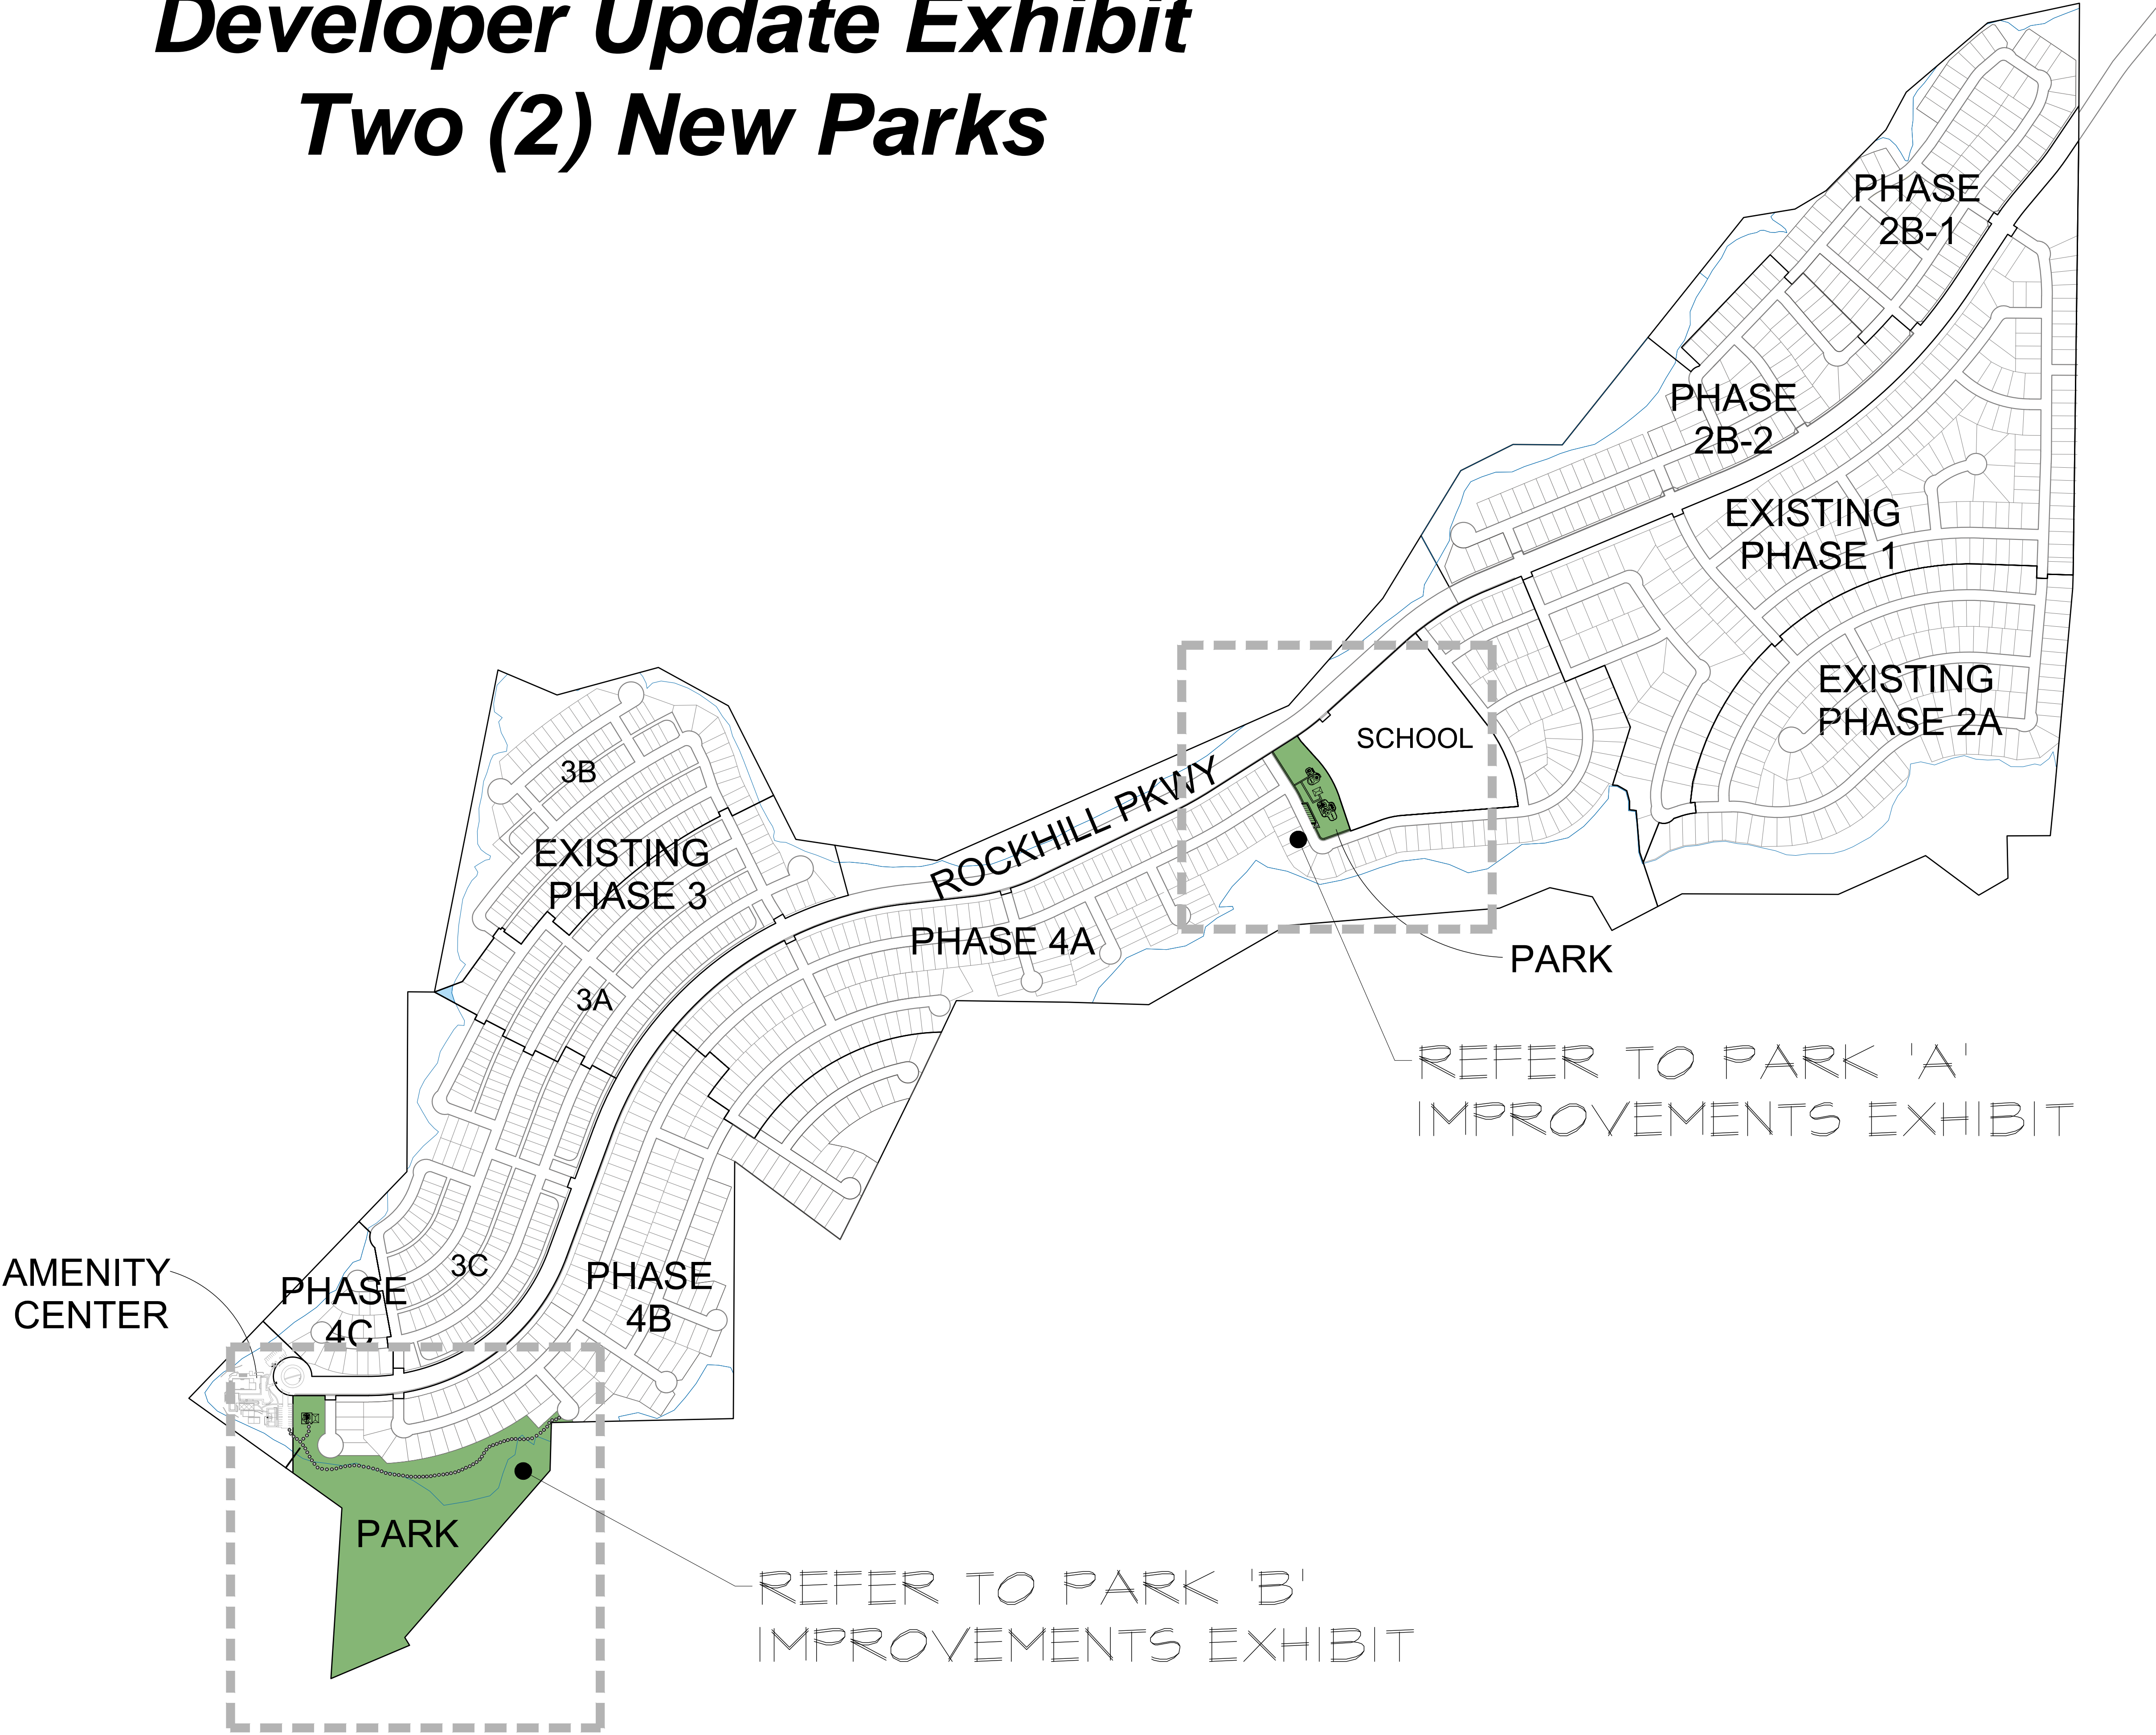 Developer Update Exhibit
Two (2) New Parks
PHASE
2B-1
PHASE
2B-2
EXISTING
PHASE 1
EXISTING
PHASE 2A
SCHOOL
ROCKHILL PKWY
3B
EXISTING
PHASE 3
PHASE 4A
PARK
3A
REFER TO PARK 'A'
IMPROVEMENTS EXHIBIT
AMENITY
CENTER
PHASE
4C
3C
PHASE
4B
PARK
REFER TO PARK 'B'
IMPROVEMENTS EXHIBIT